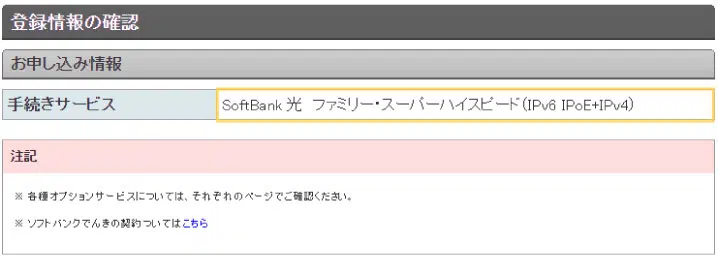 登録情報の確認
お申し込み情報
手続きサービス
SoftBank 光　ファミリー・スーパーハイスピード（IPv6 IPoE+IPv4）
注記
※ 各種オプションサービスについては、それぞれのページでご確認ください。
※ ソフトバンクでんきの契約ついてはこちら